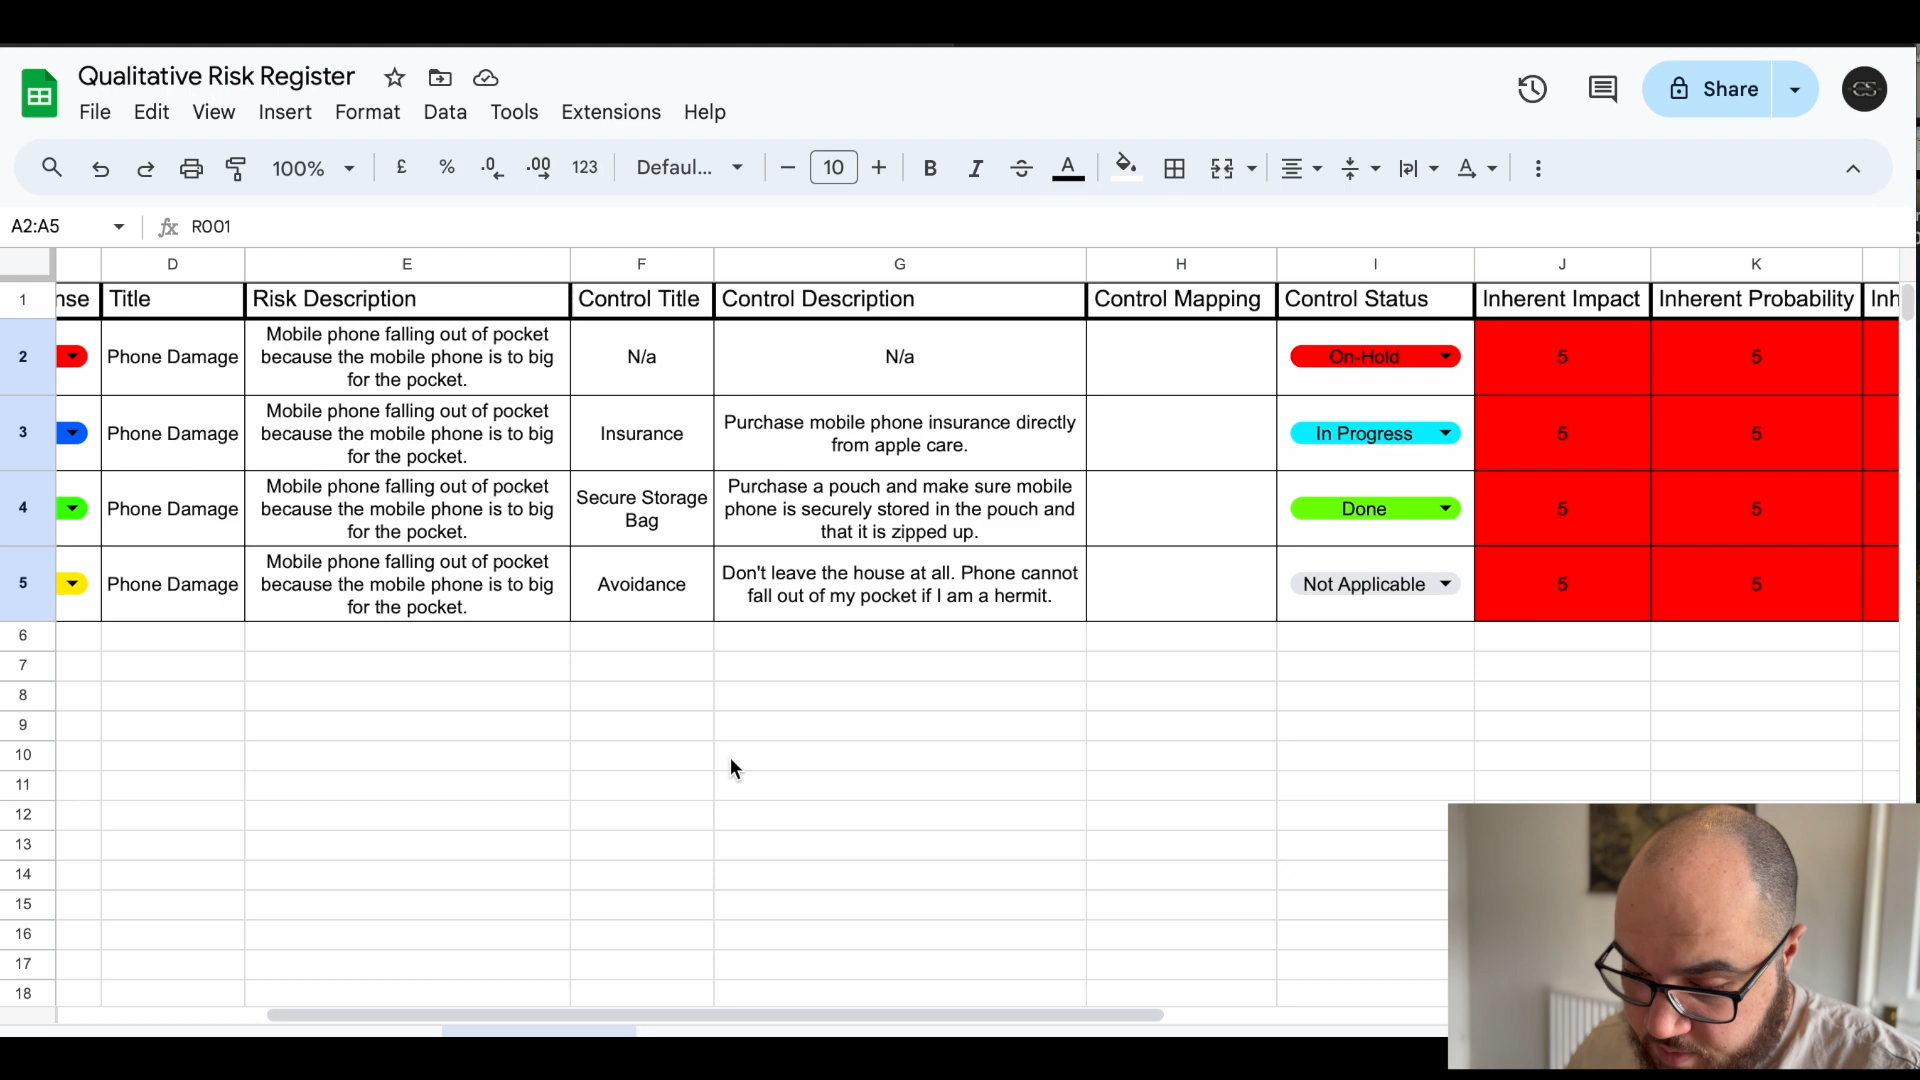 Qualitative Risk Register
File Edit View Insert Format Data Tools Extensions Help
Share
CS
100% £ % .0 .00 123 Defaul... 10 B I S A
A2:A5 fx R001
D E F G H I J K
1 nse Title Risk Description Control Title Control Description Control Mapping Control Status Inherent Impact Inherent Probability Inh
Mobile phone falling out of pocket
2 Phone Damage because the mobile phone is to big N/a N/a On-Hold 5 5
for the pocket.
Mobile phone falling out of pocket Purchase mobile phone insurance directly
3 Phone Damage because the mobile phone is to big Insurance from apple care. In Progress 5 5
for the pocket.
Mobile phone falling out of pocket Secure Storage Purchase a pouch and make sure mobile
4 Phone Damage because the mobile phone is to big Bag phone is securely stored in the pouch and Done 5 5
for the pocket. that it is zipped up.
Mobile phone falling out of pocket Don't leave the house at all. Phone cannot
5 Phone Damage because the mobile phone is to big Avoidance fall out of my pocket if I am a hermit. Not Applicable 5 5
for the pocket.
6
7
8
9
10
11
12
13
14
15
16
17
18